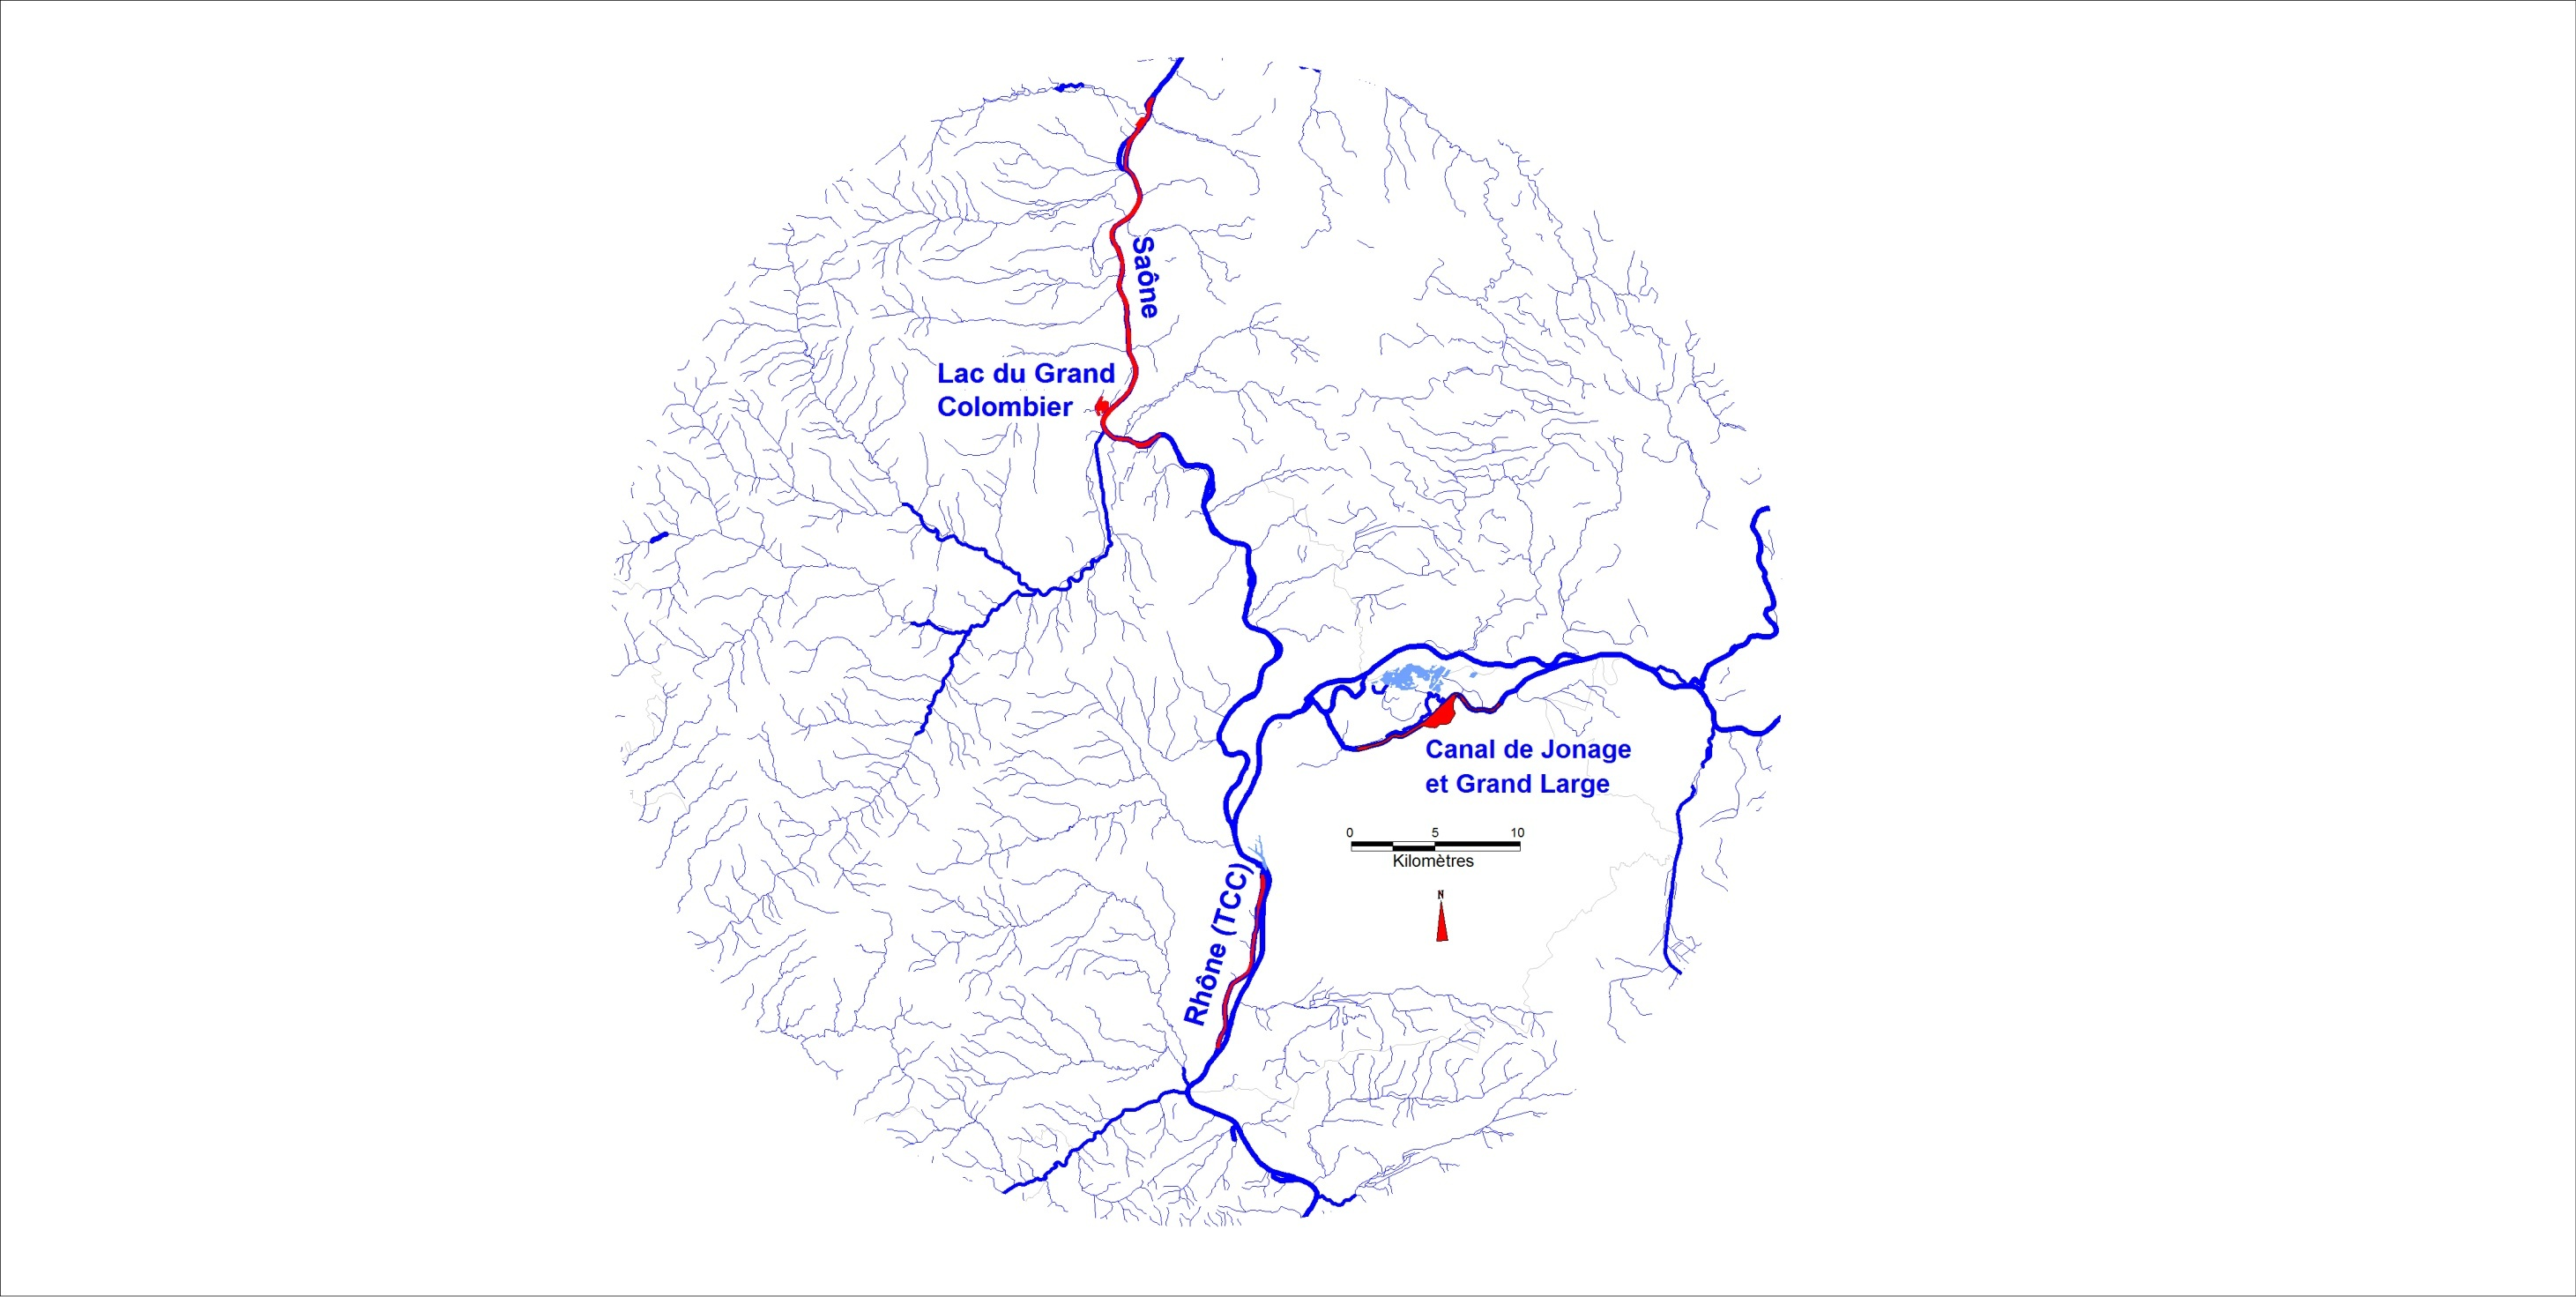 Saône
Lac du Grand
Colombier
Canal de Jonage
et Grand Large
0 5 10
Kilomètres
N
Rhône (TCC)